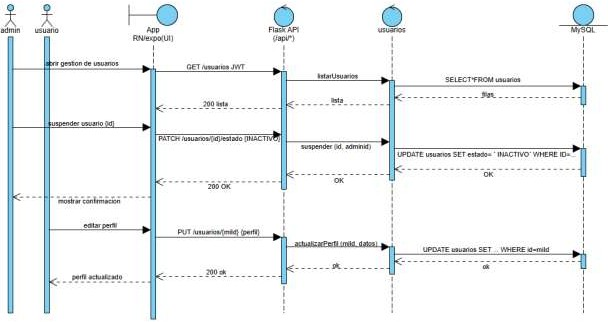 admin
usuario
App
RN/expo(UI)
Flask API
(/api/*)
usuarios
MySQL
abrir gestion de usuarios
GET /usuarios JWT
listarUsuarios
SELECT*FROM usuarios
filas
lista
200 lista
suspender usuario {id}
PATCH /usuarios/{id}/estado {INACTIVO}
suspender (id, adminid)
UPDATE usuarios SET estado= ` INACTIVO` WHERE ID=...
OK
OK
200 OK
mostrar confirmacion
editar perfil
PUT /usuarios/{miId} {perfil}
actualizarPerfil (miId, datos)
UPDATE usuarios SET ... WHERE id=miId
ok
ok
200 ok
perfil actualizado